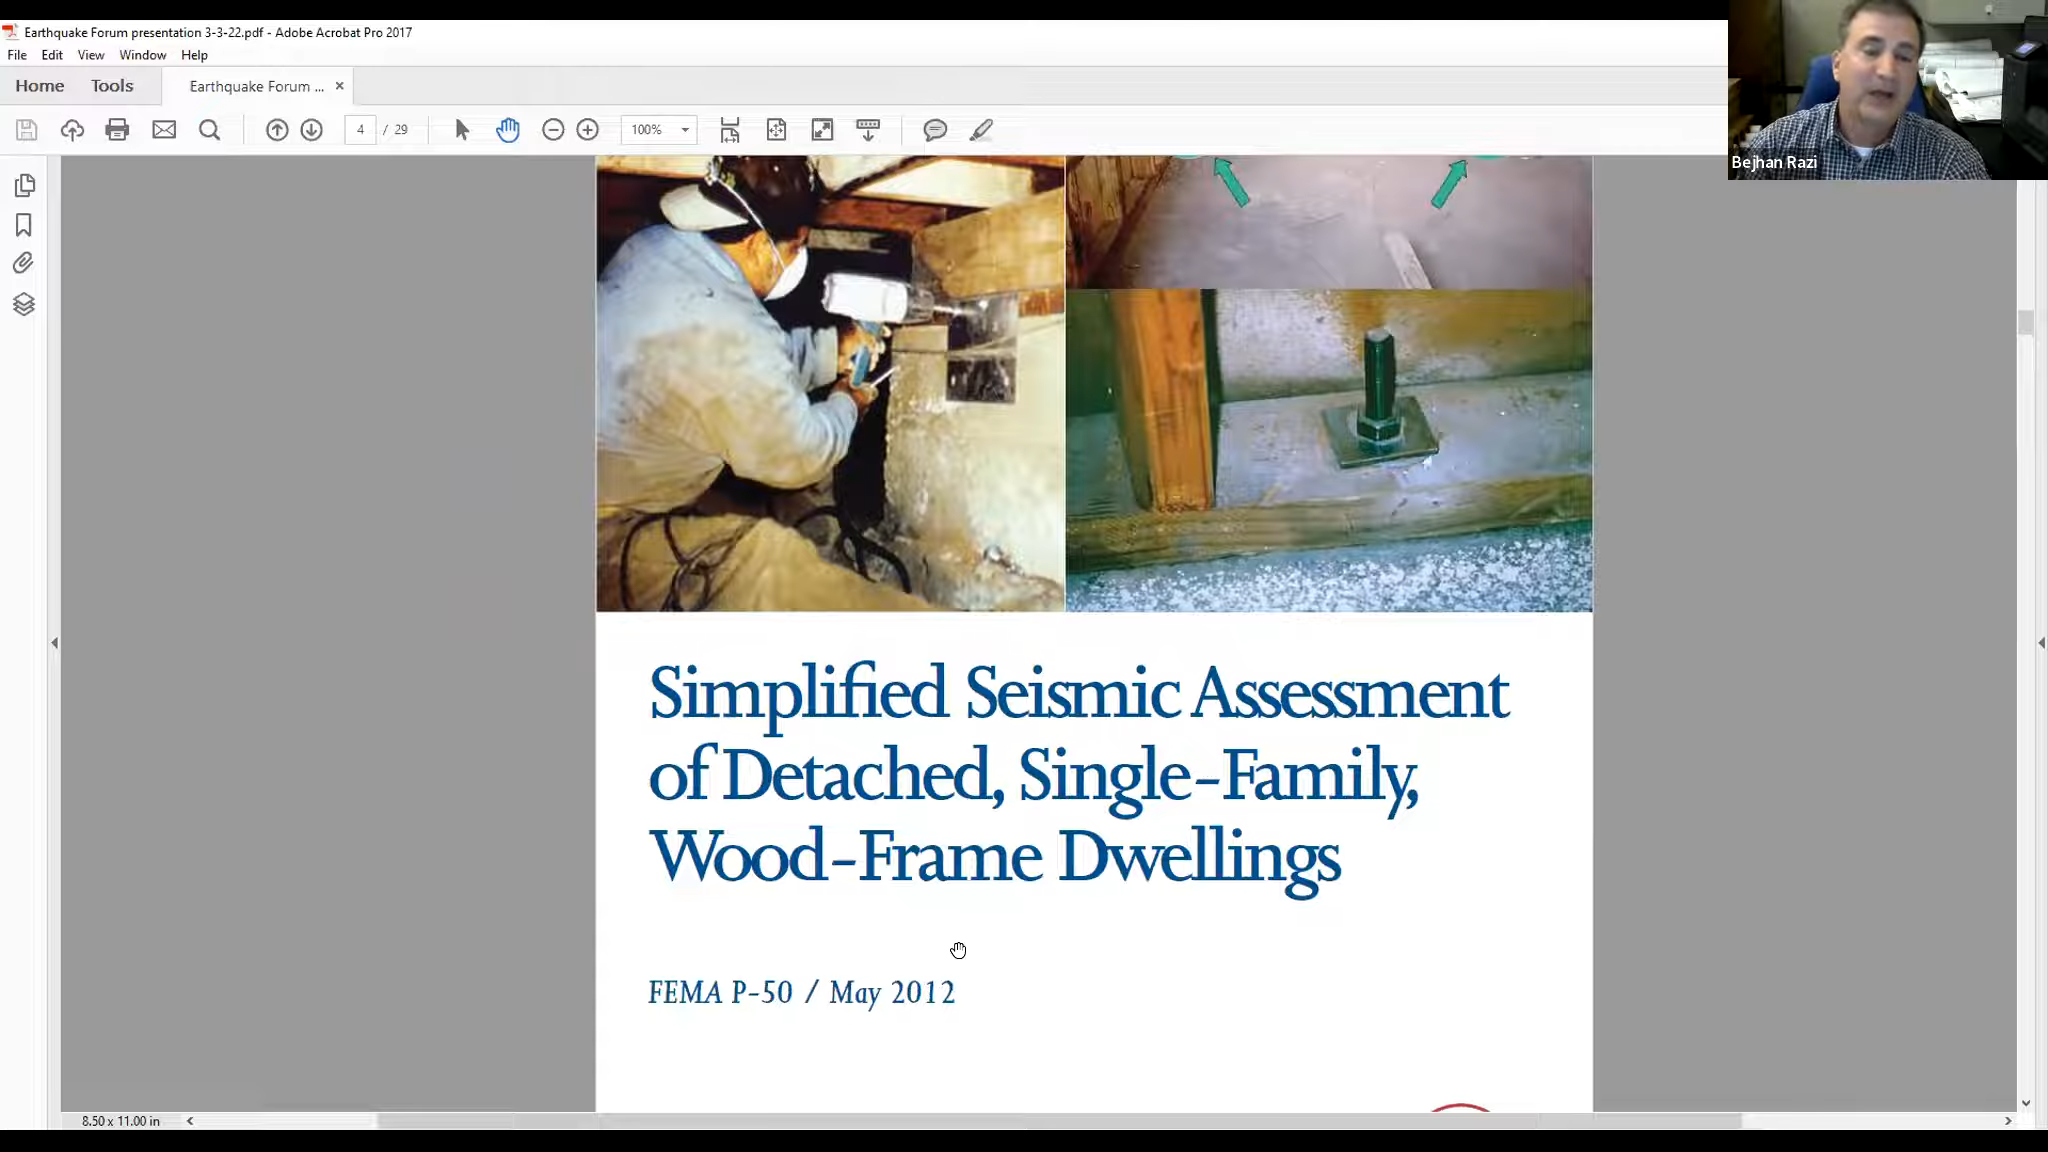 Earthquake Forum presentation 3-3-22.pdf - Adobe Acrobat Pro 2017
File Edit View Window Help
Home Tools Earthquake Forum ... ×
4 / 29 100%
Bejhan Razi
Simplified Seismic Assessment
of Detached, Single-Family,
Wood-Frame Dwellings
FEMA P-50 / May 2012
8.50 x 11.00 in